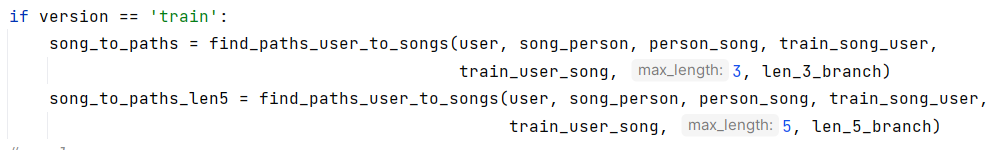 if version == 'train':
song_to_paths = find_paths_user_to_songs(user, song_person, person_song, train_song_user,
train_user_song, max_length: 3, len_3_branch)
song_to_paths_len5 = find_paths_user_to_songs(user, song_person, person_song, train_song_user,
train_user_song, max_length: 5, len_5_branch)